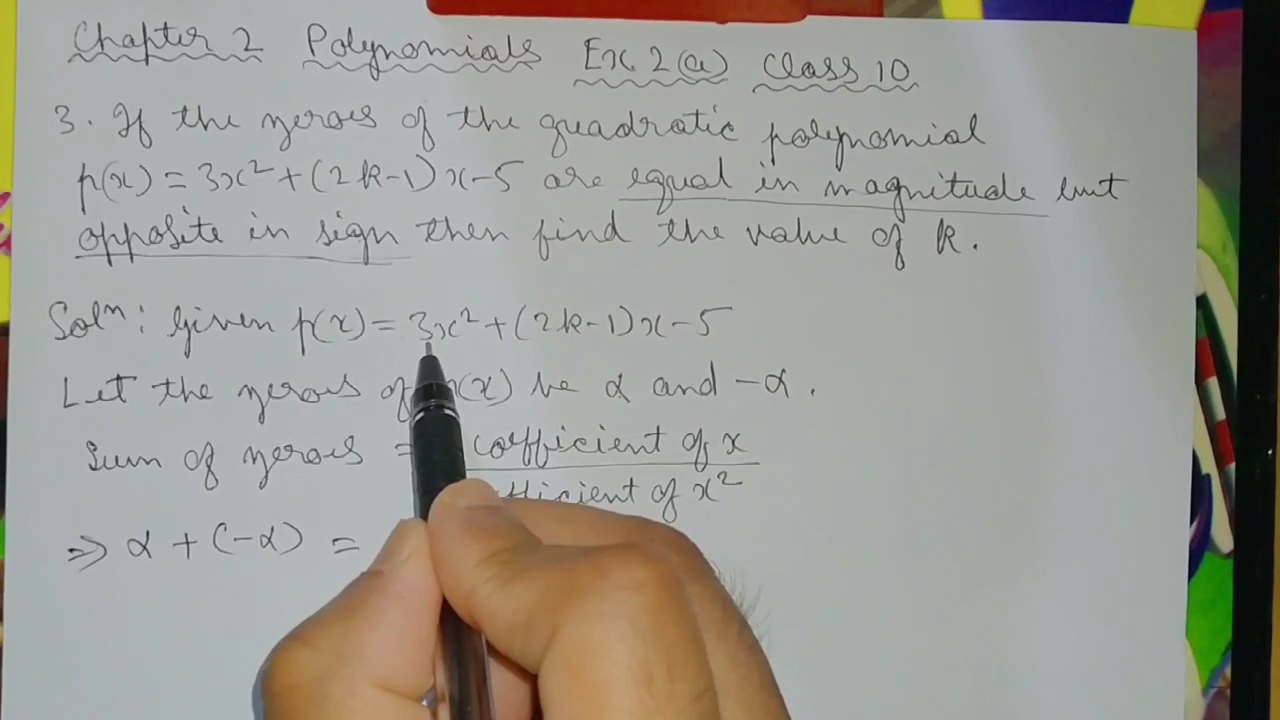 Chapter 2 Polynomials Ex 2(a) Class 10
3. If the zeroes of the quadratic polynomial
p(x) = 3x² + (2k-1)x - 5 are equal in magnitude but
opposite in sign then find the value of k.
Solⁿ: Given p(x) = 3x² + (2k-1)x - 5
Let the zeroes of (x) be α and -α.
Sum of zeroes = coefficient of x
of x²
⇒ α + (-α) =